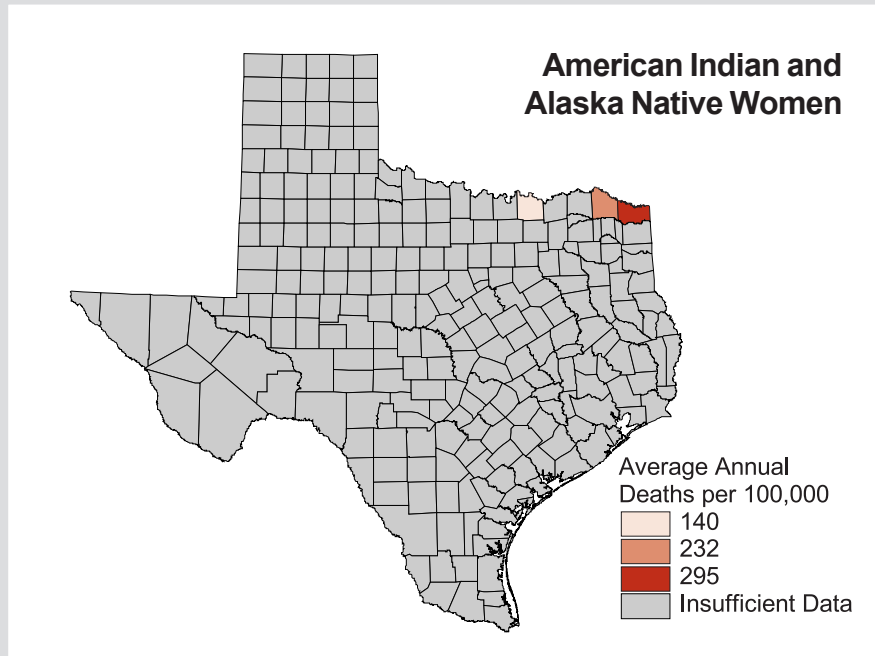 American Indian and
Alaska Native Women
Average Annual
Deaths per 100,000
140
232
295
Insufficient Data